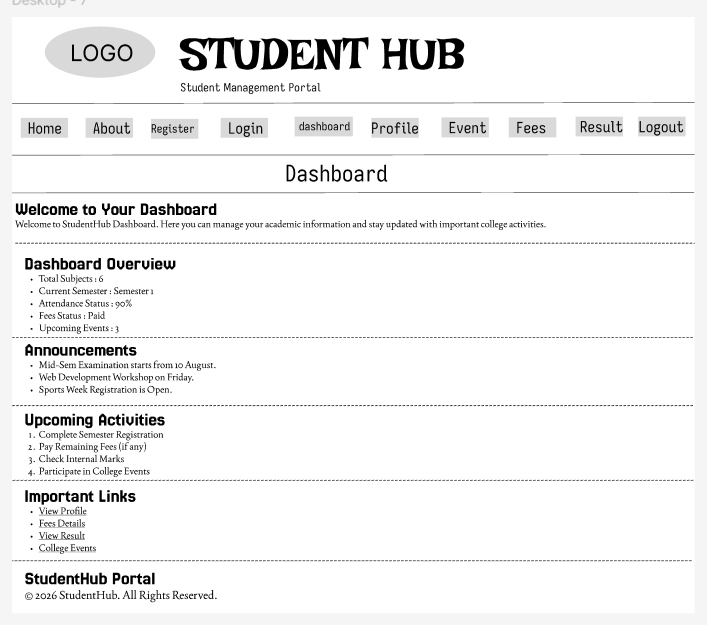 Desktop - 7
LOGO
STUDENT HUB
Student Management Portal
Home About Register Login dashboard Profile Event Fees Result Logout
Dashboard
Welcome to Your Dashboard
Welcome to StudentHub Dashboard. Here you can manage your academic information and stay updated with important college activities.
Dashboard Overview
• Total Subjects : 6
• Current Semester : Semester 1
• Attendance Status : 90%
• Fees Status : Paid
• Upcoming Events : 3
Announcements
• Mid-Sem Examination starts from 10 August.
• Web Development Workshop on Friday.
• Sports Week Registration is Open.
Upcoming Activities
1. Complete Semester Registration
2. Pay Remaining Fees (if any)
3. Check Internal Marks
4. Participate in College Events
Important Links
• View Profile
• Fees Details
• View Result
• College Events
StudentHub Portal
© 2026 StudentHub. All Rights Reserved.